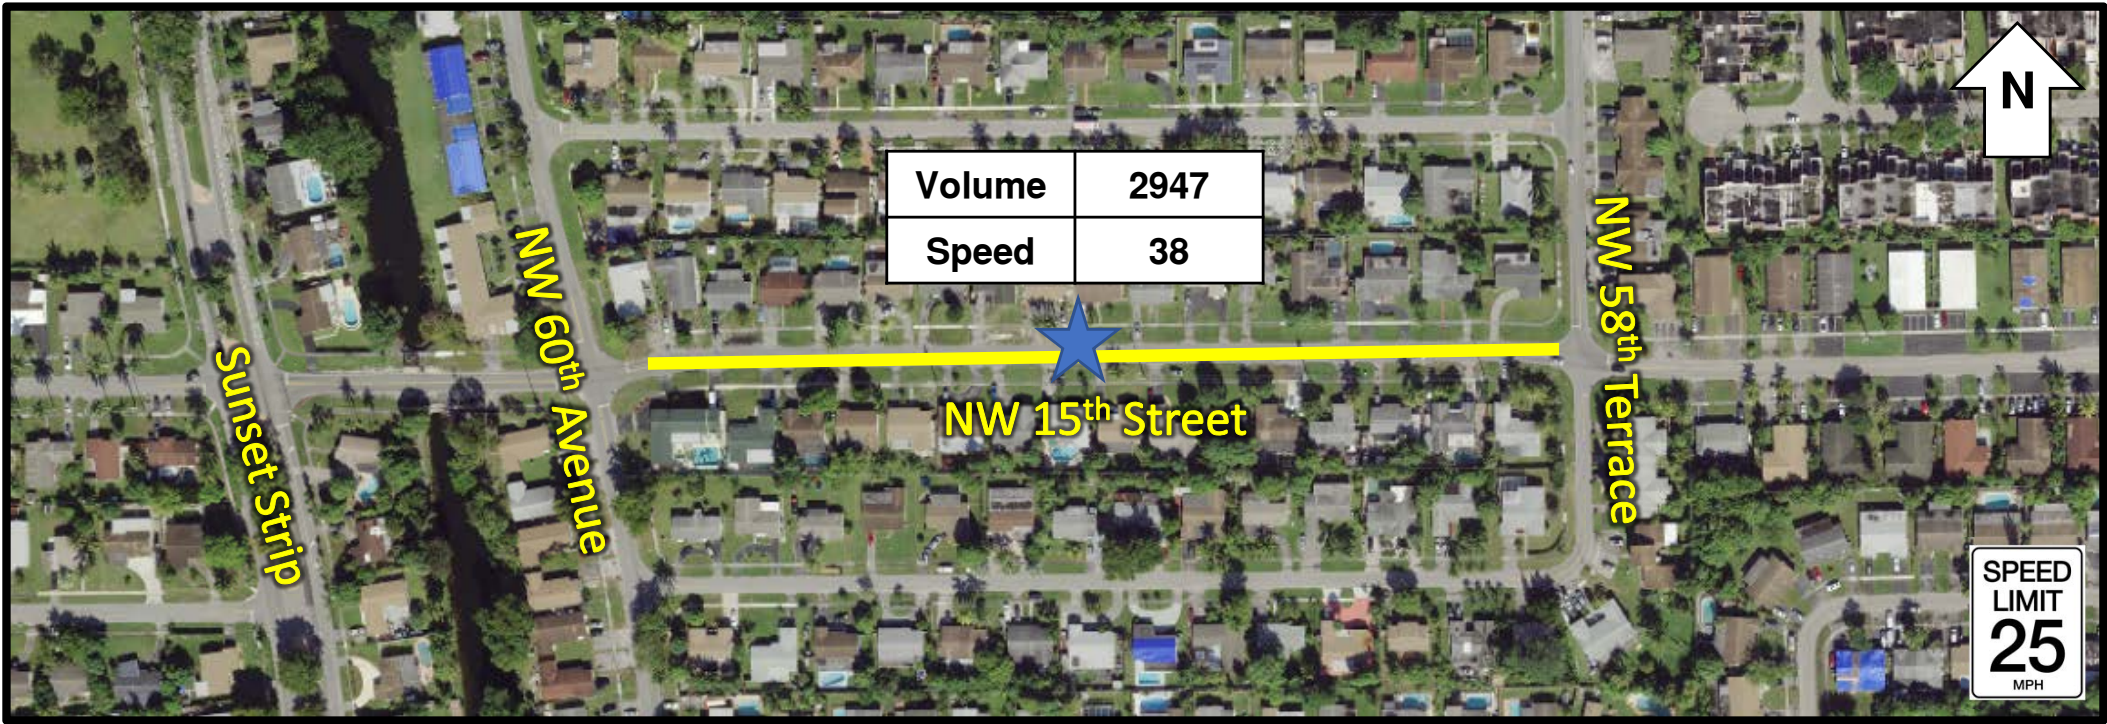 N
Volume 2947
Speed 38
NW 60th Avenue
NW 58th Terrace
Sunset Strip
NW 15th Street
SPEED
LIMIT
25
MPH